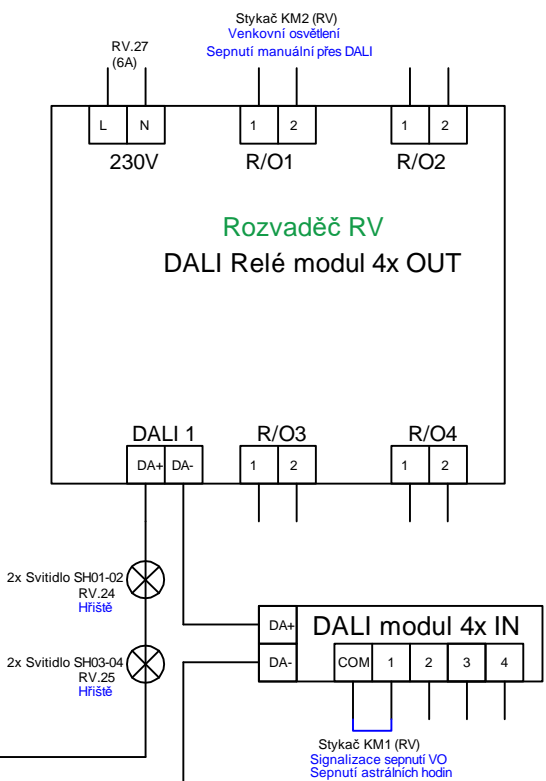 Stykač KM2 (RV)
Venkovní osvětlení
Sepnutí manuální přes DALI
RV.27
(6A)
L N 1 2 1 2
230V R/O1 R/O2
Rozvaděč RV
DALI Relé modul 4x OUT
DALI 1 R/O3 R/O4
DA+ DA- 1 2 1 2
2x Svitidlo SH01-02
RV.24
Hřiště
2x Svitidlo SH03-04
RV.25
Hřiště
DA+ DALI modul 4x IN
DA- COM 1 2 3 4
Stykač KM1 (RV)
Signalizace sepnutí VO
Sepnutí astrálních hodin